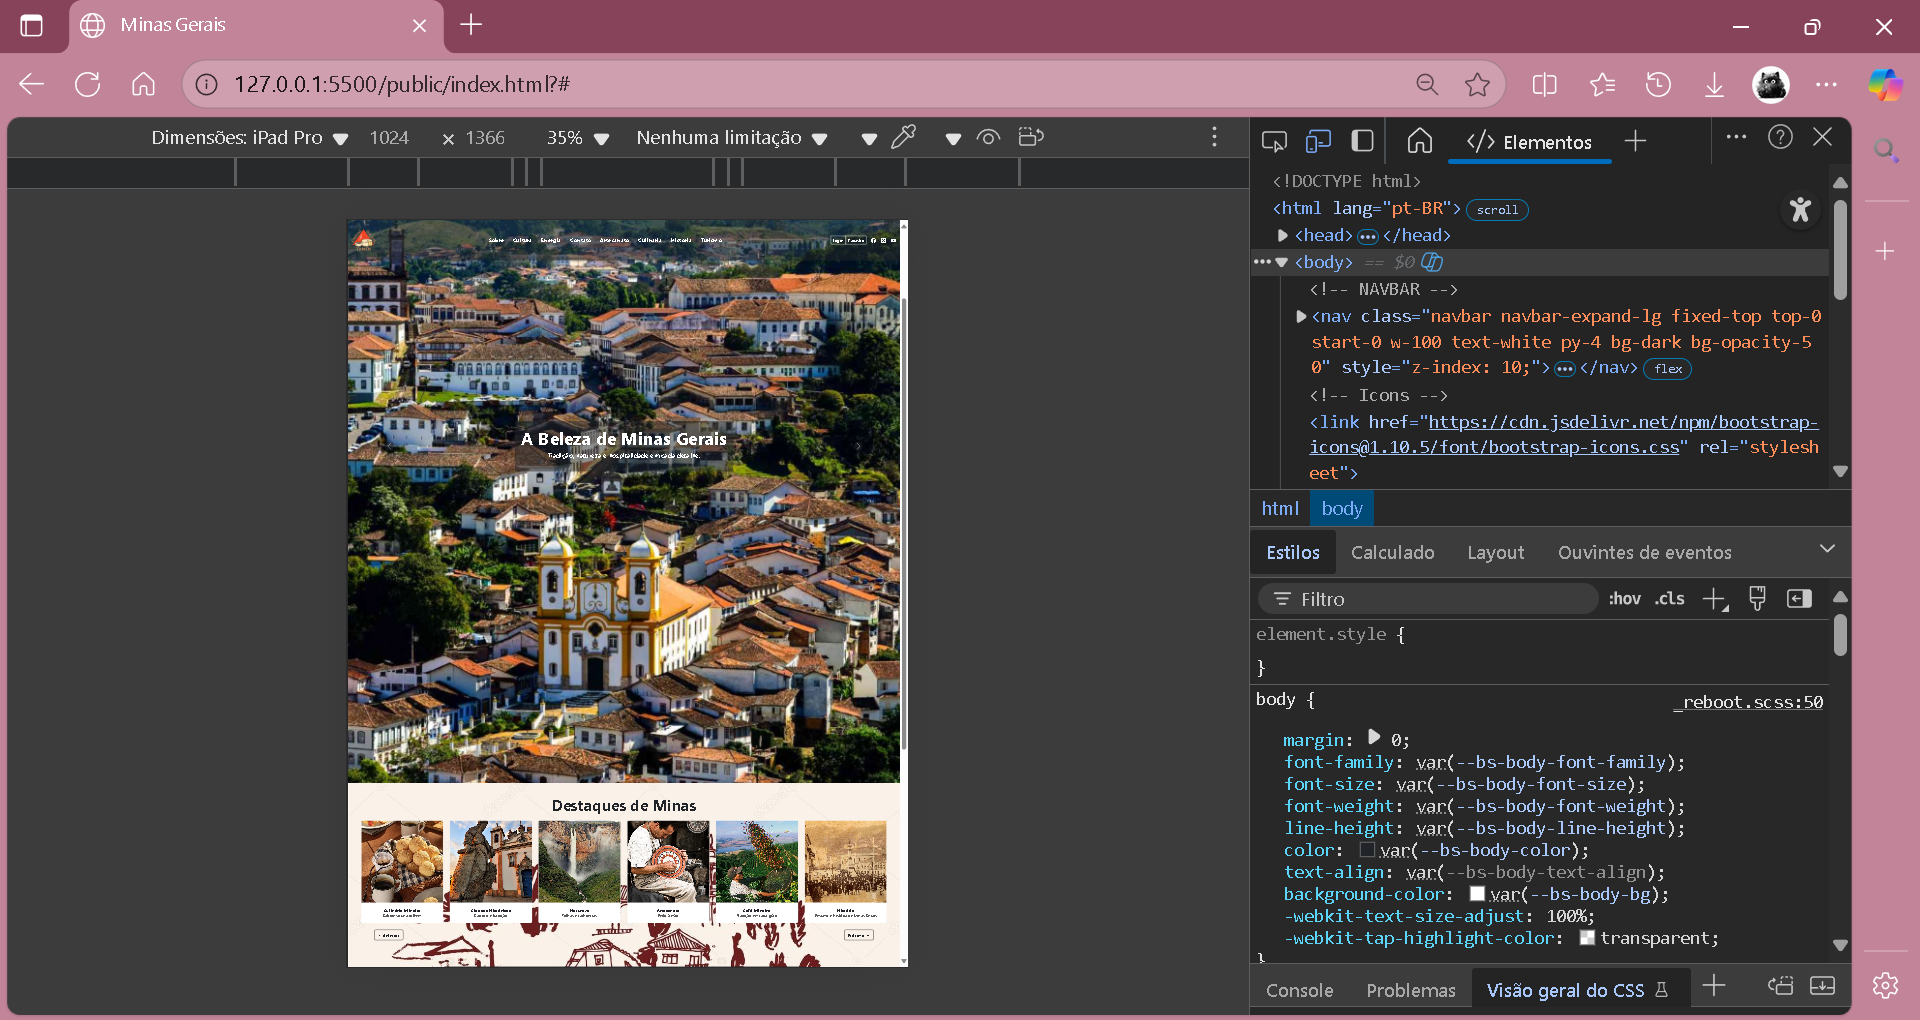 Minas Gerais
127.0.0.1:5500/public/index.html?#
Dimensões: iPad Pro 1024 × 1366 35% Nenhuma limitação
Elementos
<!DOCTYPE html>
<html lang="pt-BR"> scroll
<head> ••• </head>
••• <body> == $0
<!-- NAVBAR -->
<nav class="navbar navbar-expand-lg fixed-top top-0
start-0 w-100 text-white py-4 bg-dark bg-opacity-5
0" style="z-index: 10;"> ••• </nav> flex
<!-- Icons -->
<link href="https://cdn.jsdelivr.net/npm/bootstrap-
icons@1.10.5/font/bootstrap-icons.css" rel="stylesh
eet">
html body
Estilos Calculado Layout Ouvintes de eventos
Filtro :hov .cls
element.style {
}
body { _reboot.scss:50
margin: 0;
font-family: var(--bs-body-font-family);
font-size: var(--bs-body-font-size);
font-weight: var(--bs-body-font-weight);
line-height: var(--bs-body-line-height);
color: var(--bs-body-color);
text-align: var(--bs-body-text-align);
background-color: var(--bs-body-bg);
-webkit-text-size-adjust: 100%;
-webkit-tap-highlight-color: transparent;
}
Console Problemas Visão geral do CSS
A Beleza de Minas Gerais
Destaques de Minas